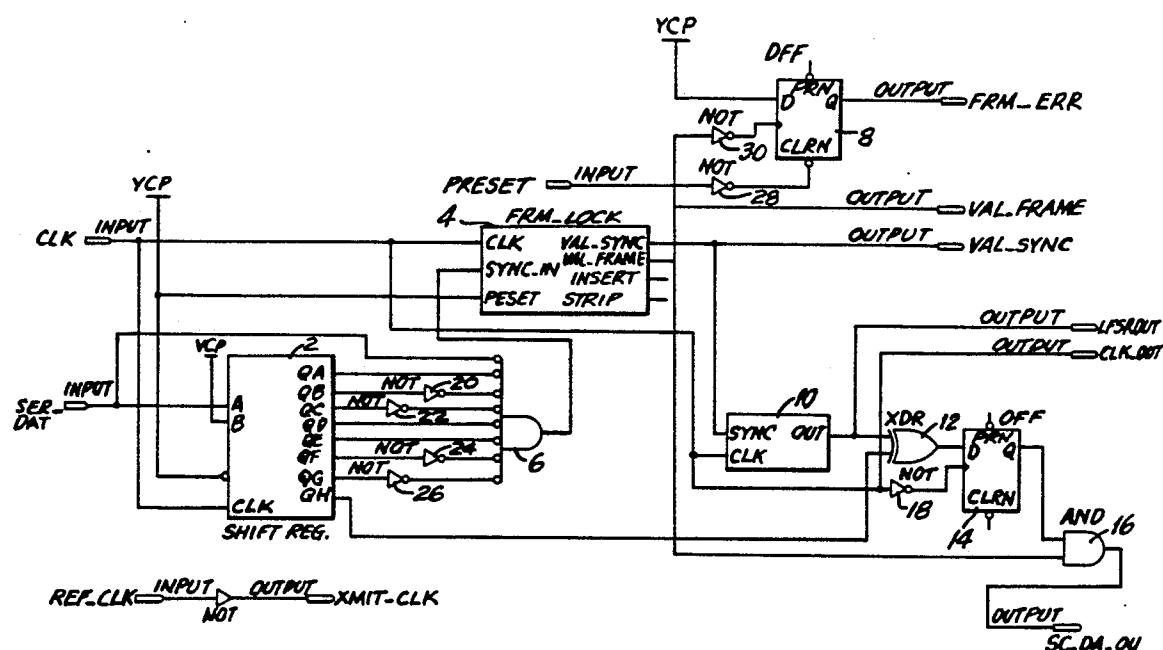 YCP
DFF
PRN
D Q
OUTPUT
FRM_ERR
NOT
30
CLRN
8
NOT
28
PRESET
INPUT
OUTPUT
VAL_FRAME
OUTPUT
VAL_SYNC
YCP
CLK
INPUT
4
FRM_LOCK
CLK
VAL_SYNC
VAL_FRAME
SYNC_IN
INSERT
PESET
STRIP
OUTPUT
LFSROUT
OUTPUT
CLK_OUT
VCP
2
INPUT
SER_
DAT
A
B
QA
QB
QC
QD
QE
QF
QG
QH
CLK
SHIFT REG.
NOT
20
NOT
22
NOT
24
NOT
26
6
10
SYNC OUT
CLK
XDR
12
NOT
18
OFF
PRN
D Q
CLRN
14
AND
16
REF_CLK
INPUT
OUTPUT
XMIT-CLK
NOT
OUTPUT
SC_DA_OU